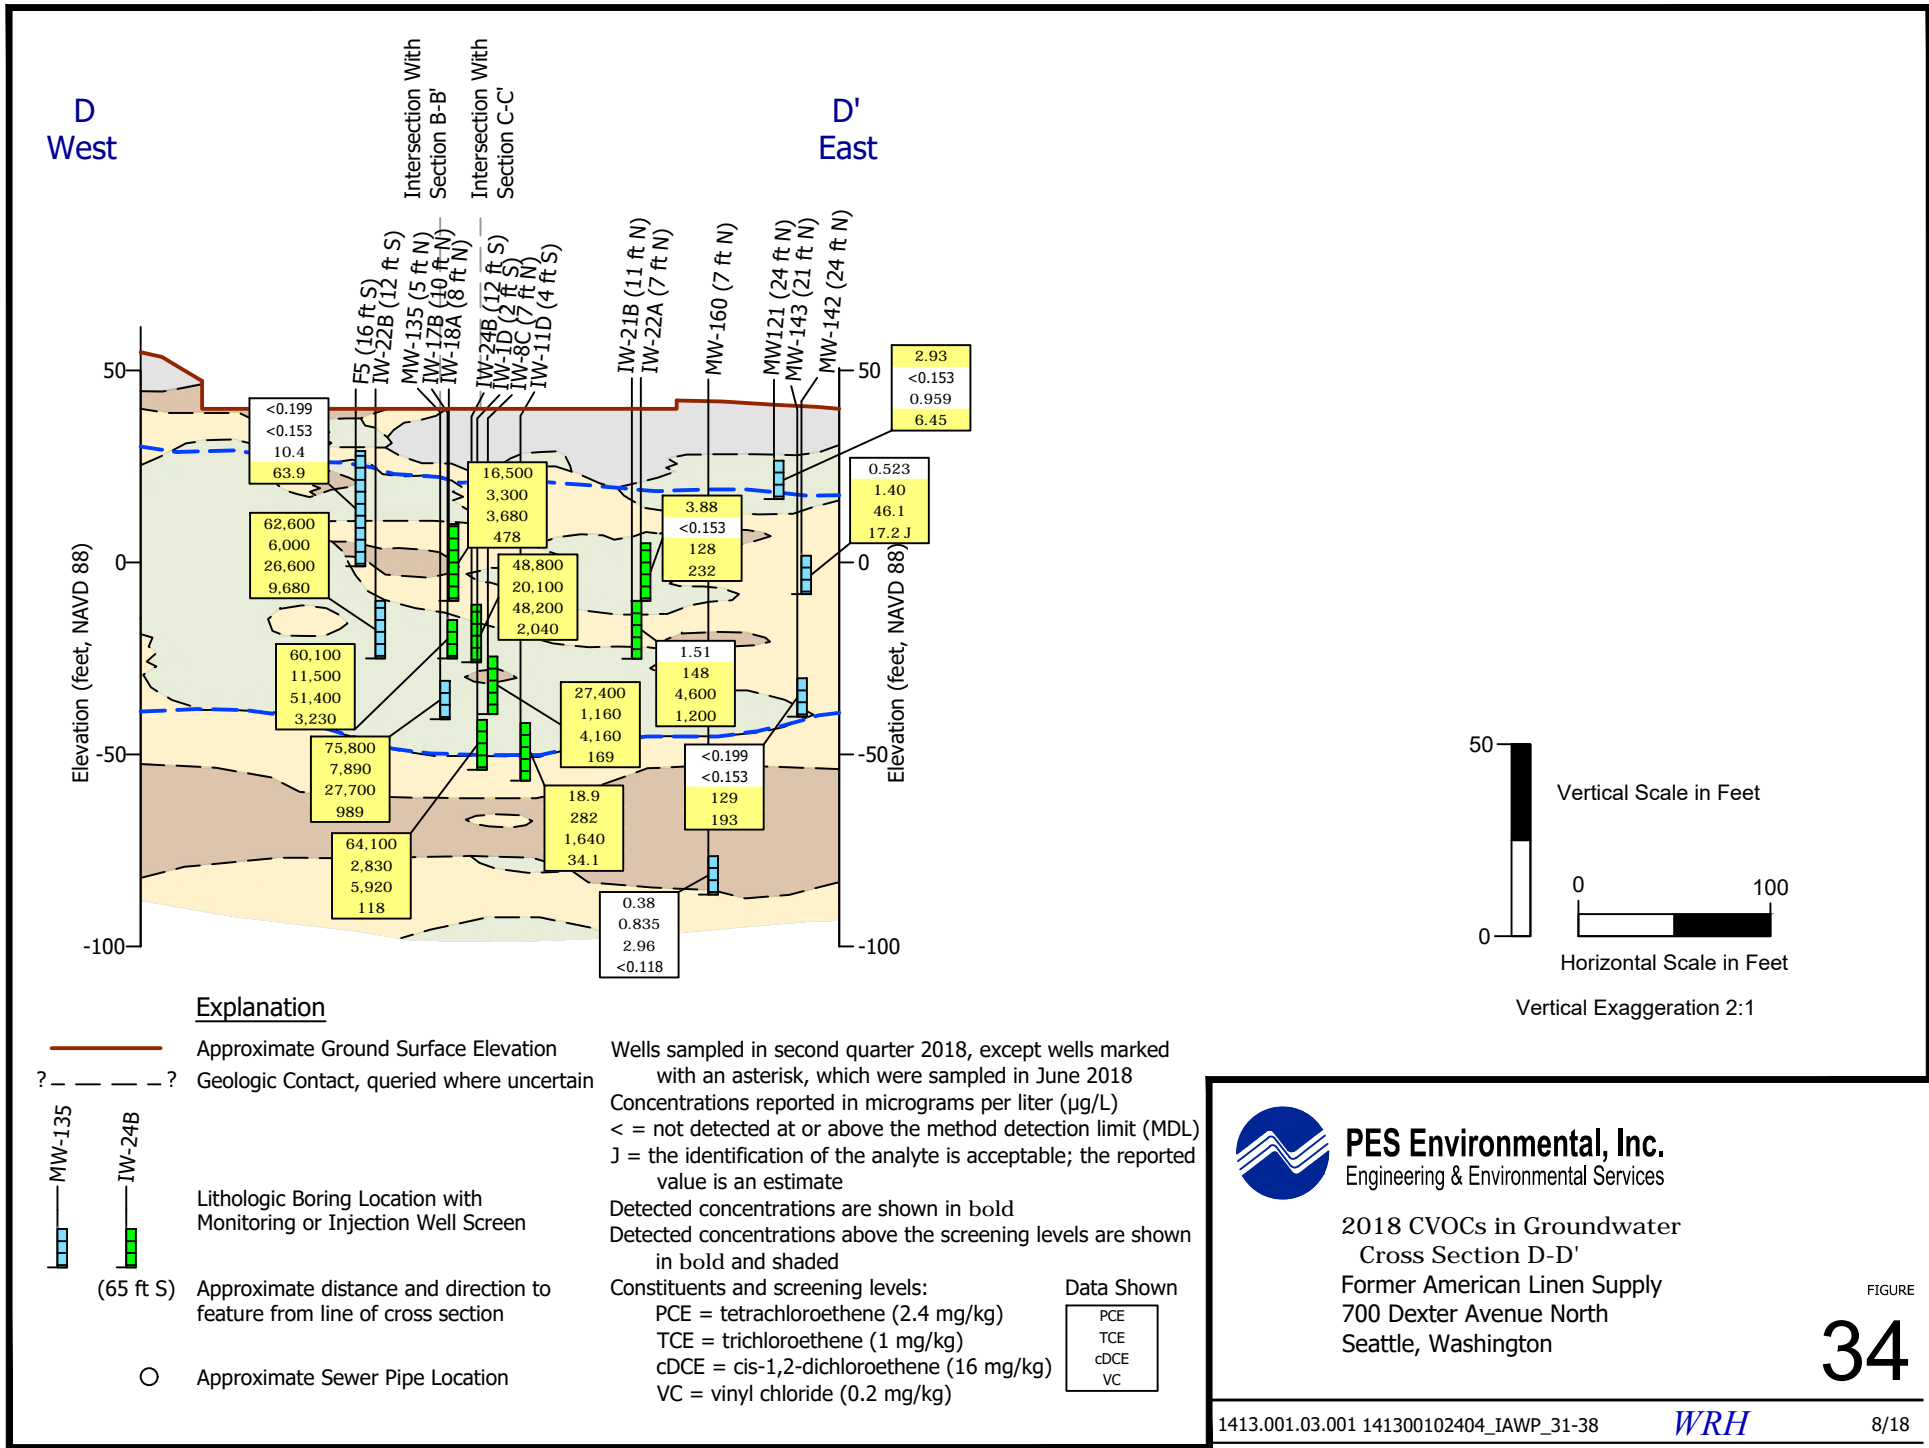 D
West
D'
East
Intersection With
Section B-B'
Intersection With
Section C-C'
F5 (16 ft S)
IW-22B (12 ft S)
MW-135 (5 ft N)
IW-17B (10 ft N)
IW-18A (8 ft N)
IW-24B (12 ft S)
IW-1D (2 ft S)
IW-8C (7 ft N)
IW-11D (4 ft S)
IW-21B (11 ft N)
IW-22A (7 ft N)
MW-160 (7 ft N)
MW121 (24 ft N)
MW-143 (21 ft N)
MW-142 (24 ft N)
50
0
-50
-100
Elevation (feet, NAVD 88)
50
0
-50
-100
Elevation (feet, NAVD 88)
2.93
<0.153
0.959
6.45
<0.199
<0.153
10.4
63.9
0.523
1.40
46.1
17.2 J
16,500
3,300
3,680
478
3.88
<0.153
128
232
62,600
6,000
26,600
9,680
48,800
20,100
48,200
2,040
60,100
11,500
51,400
3,230
1.51
148
4,600
1,200
27,400
1,160
4,160
169
75,800
7,890
27,700
989
<0.199
<0.153
129
193
18.9
282
1,640
34.1
64,100
2,830
5,920
118
0.38
0.835
2.96
<0.118
50
0
Vertical Scale in Feet
0
100
Horizontal Scale in Feet
Vertical Exaggeration 2:1
Explanation
Approximate Ground Surface Elevation
? ? Geologic Contact, queried where uncertain
MW-135
IW-24B
Lithologic Boring Location with
Monitoring or Injection Well Screen
(65 ft S) Approximate distance and direction to
feature from line of cross section
Approximate Sewer Pipe Location
Wells sampled in second quarter 2018, except wells marked
with an asterisk, which were sampled in June 2018
Concentrations reported in micrograms per liter (µg/L)
< = not detected at or above the method detection limit (MDL)
J = the identification of the analyte is acceptable; the reported
value is an estimate
Detected concentrations are shown in bold
Detected concentrations above the screening levels are shown
in bold and shaded
Constituents and screening levels:
PCE = tetrachloroethene (2.4 mg/kg)
TCE = trichloroethene (1 mg/kg)
cDCE = cis-1,2-dichloroethene (16 mg/kg)
VC = vinyl chloride (0.2 mg/kg)
Data Shown
PCE
TCE
cDCE
VC
PES Environmental, Inc.
Engineering & Environmental Services
2018 CVOCs in Groundwater
Cross Section D-D'
Former American Linen Supply
700 Dexter Avenue North
Seattle, Washington
FIGURE
34
1413.001.03.001 141300102404_IAWP_31-38
WRH
8/18